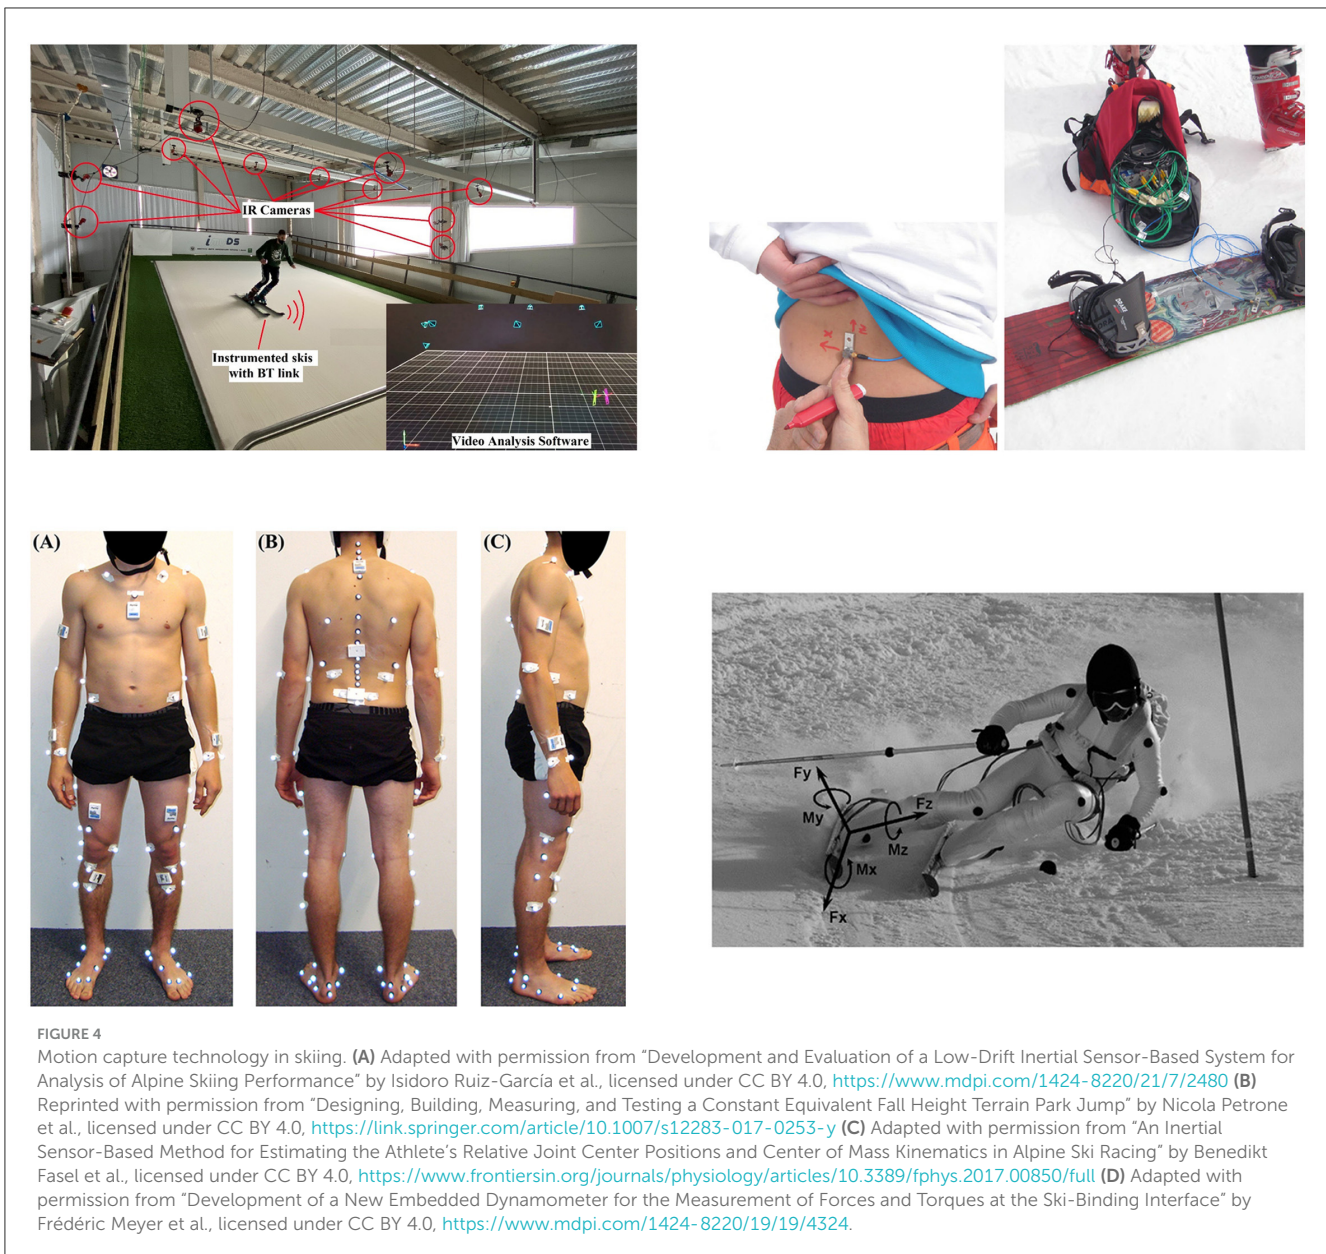 IR Cameras
i DS
Instrumented skis
with BT link
Video Analysis Software
X
Z
DRAKE
(A)
(B)
(C)
Fy
My
Fz
Mz
Mx
Fx
FIGURE 4
Motion capture technology in skiing. (A) Adapted with permission from “Development and Evaluation of a Low-Drift Inertial Sensor-Based System for
Analysis of Alpine Skiing Performance” by Isidoro Ruiz-García et al., licensed under CC BY 4.0, https://www.mdpi.com/1424-8220/21/7/2480 (B)
Reprinted with permission from “Designing, Building, Measuring, and Testing a Constant Equivalent Fall Height Terrain Park Jump” by Nicola Petrone
et al., licensed under CC BY 4.0, https://link.springer.com/article/10.1007/s12283-017-0253-y (C) Adapted with permission from “An Inertial
Sensor-Based Method for Estimating the Athlete’s Relative Joint Center Positions and Center of Mass Kinematics in Alpine Ski Racing” by Benedikt
Fasel et al., licensed under CC BY 4.0, https://www.frontiersin.org/journals/physiology/articles/10.3389/fphys.2017.00850/full (D) Adapted with
permission from “Development of a New Embedded Dynamometer for the Measurement of Forces and Torques at the Ski-Binding Interface” by
Frédéric Meyer et al., licensed under CC BY 4.0, https://www.mdpi.com/1424-8220/19/19/4324.